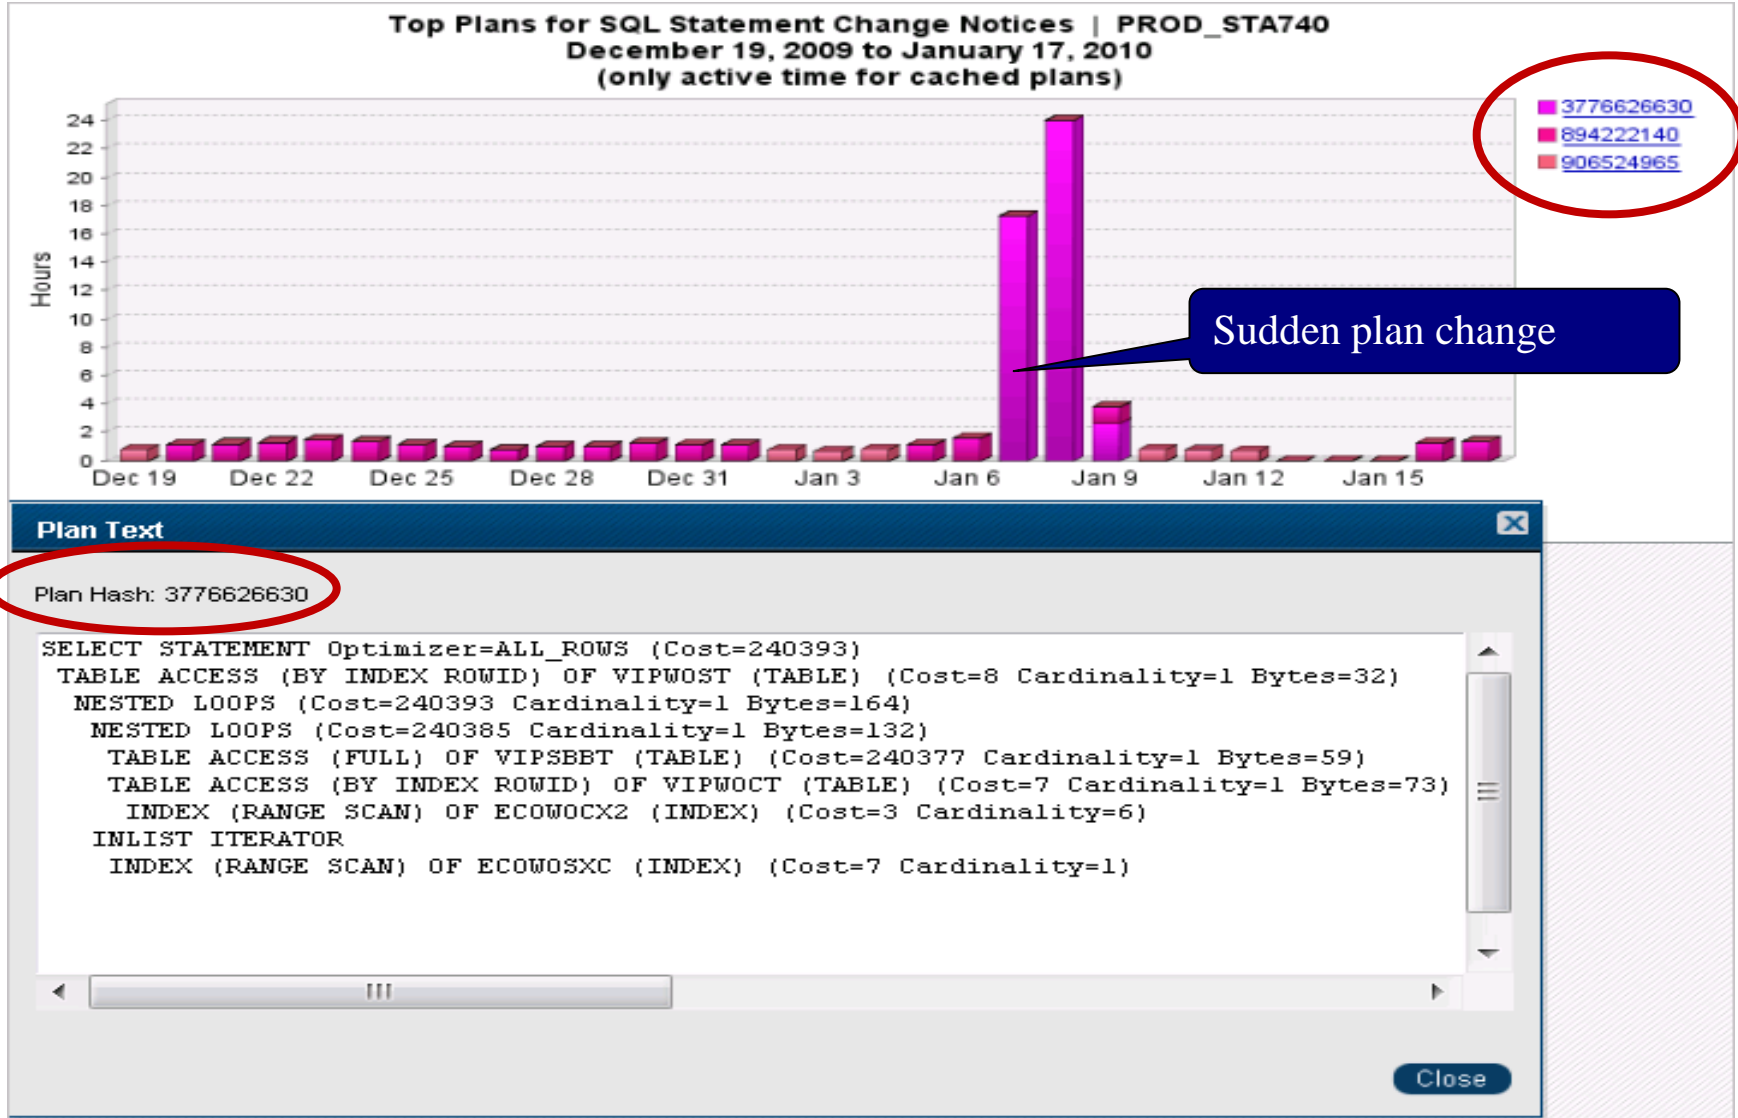 Top Plans for SQL Statement Change Notices | PROD_STA740
December 19, 2009 to January 17, 2010
(only active time for cached plans)
3776626630
894222140
906524965
Hours
24
22
20
18
16
14
12
10
8
6
4
2
0
Sudden plan change
Dec 19 Dec 22 Dec 25 Dec 28 Dec 31 Jan 3 Jan 6 Jan 9 Jan 12 Jan 15
Plan Text
Plan Hash: 3776626630
SELECT STATEMENT Optimizer=ALL_ROWS (Cost=240393)
TABLE ACCESS (BY INDEX ROWID) OF VIPWOST (TABLE) (Cost=8 Cardinality=1 Bytes=32)
NESTED LOOPS (Cost=240393 Cardinality=1 Bytes=164)
NESTED LOOPS (Cost=240385 Cardinality=1 Bytes=132)
TABLE ACCESS (FULL) OF VIPSBBT (TABLE) (Cost=240377 Cardinality=1 Bytes=59)
TABLE ACCESS (BY INDEX ROWID) OF VIPWOCT (TABLE) (Cost=7 Cardinality=1 Bytes=73)
INDEX (RANGE SCAN) OF ECOWOCX2 (INDEX) (Cost=3 Cardinality=6)
INLIST ITERATOR
INDEX (RANGE SCAN) OF ECOWOSXC (INDEX) (Cost=7 Cardinality=1)
Close